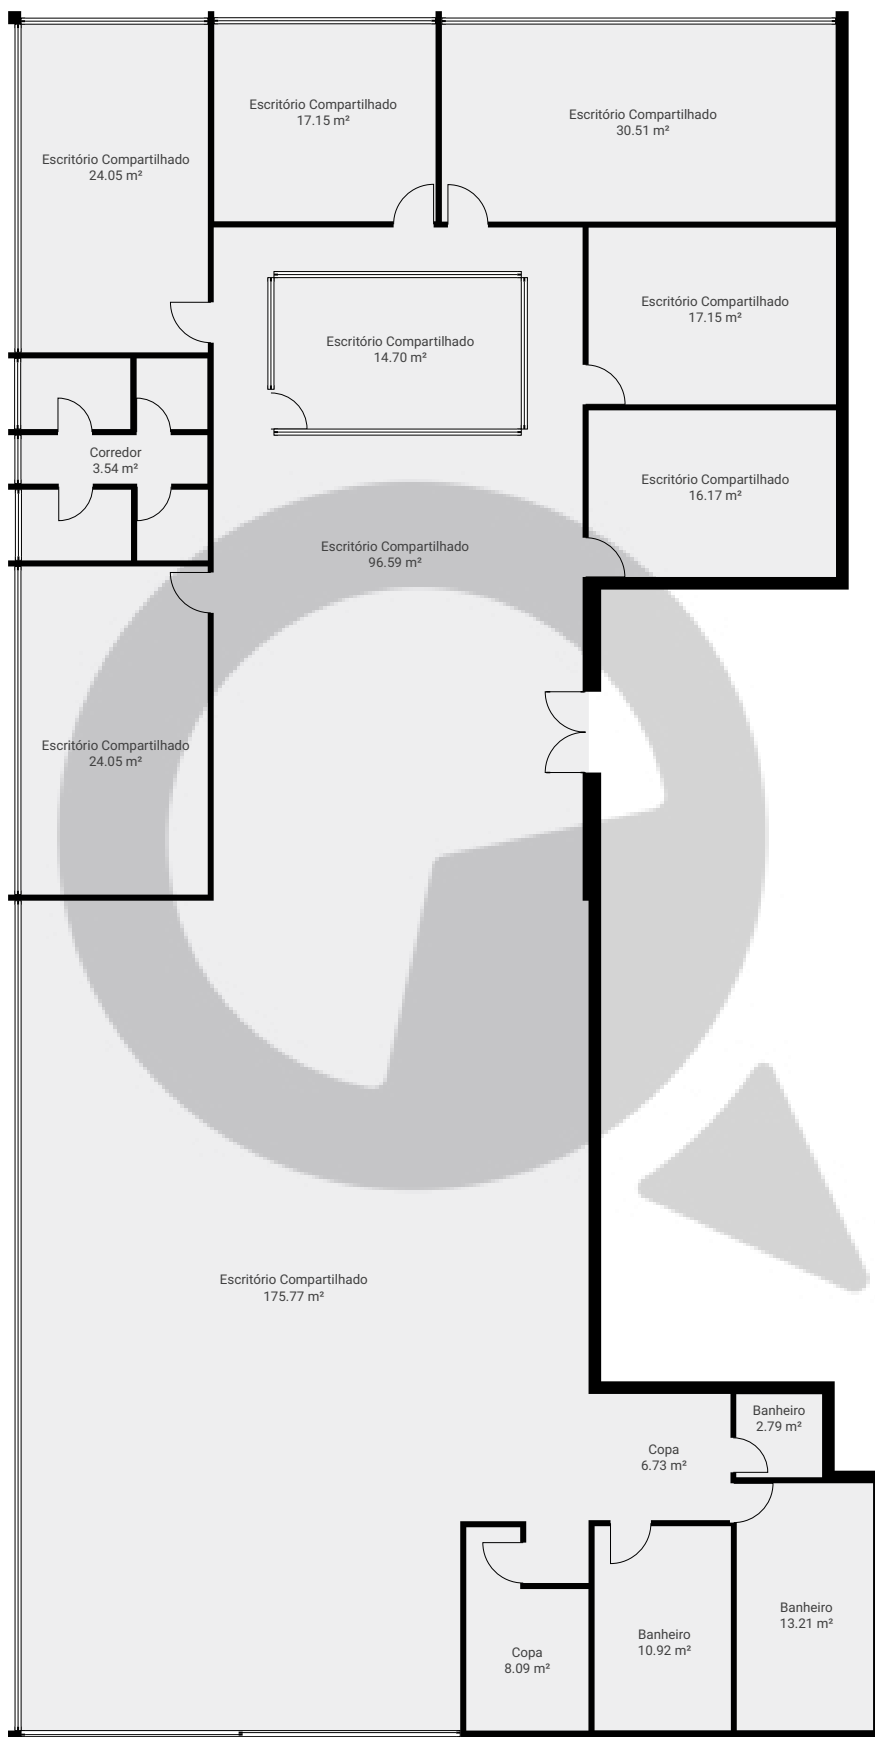 Escritório Compartilhado
17.15 m²
Escritório Compartilhado
30.51 m²
Escritório Compartilhado
24.05 m²
Escritório Compartilhado
17.15 m²
Escritório Compartilhado
14.70 m²
Corredor
3.54 m²
Escritório Compartilhado
16.17 m²
Escritório Compartilhado
96.59 m²
Escritório Compartilhado
24.05 m²
Escritório Compartilhado
175.77 m²
Banheiro
2.79 m²
Copa
6.73 m²
Banheiro
13.21 m²
Banheiro
10.92 m²
Copa
8.09 m²